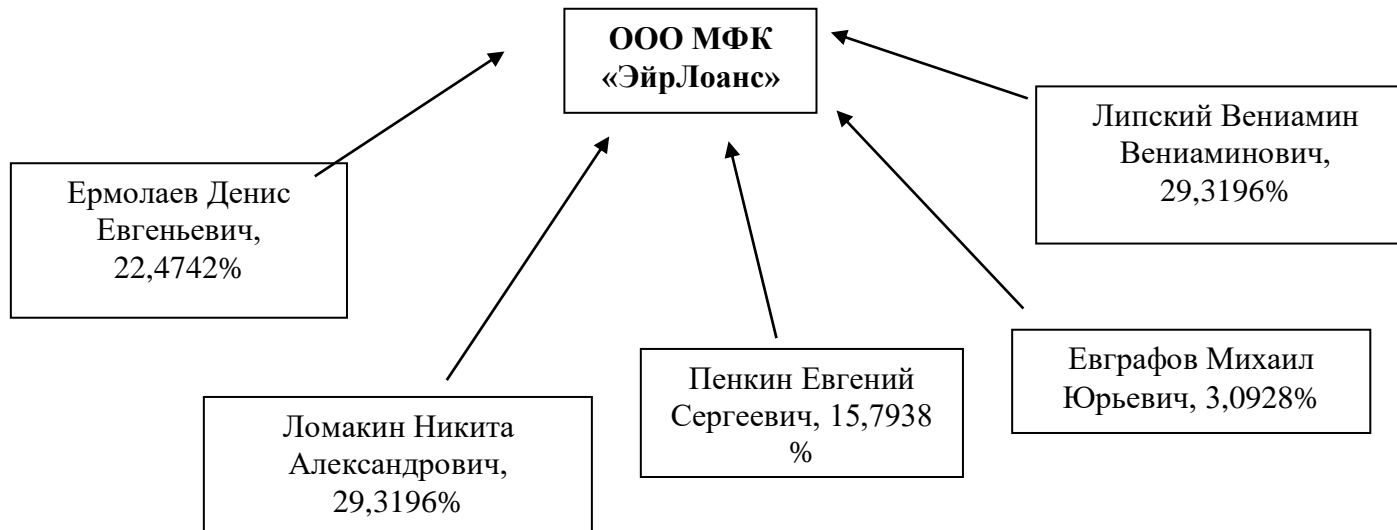 ООО МФК
«ЭйрЛоанс»
Липский Вениамин
Вениаминович,
29,3196%
Ермолаев Денис
Евгеньевич,
22,4742%
Евграфов Михаил
Юрьевич, 3,0928%
Пенкин Евгений
Сергеевич, 15,7938
%
Ломакин Никита
Александрович,
29,3196%